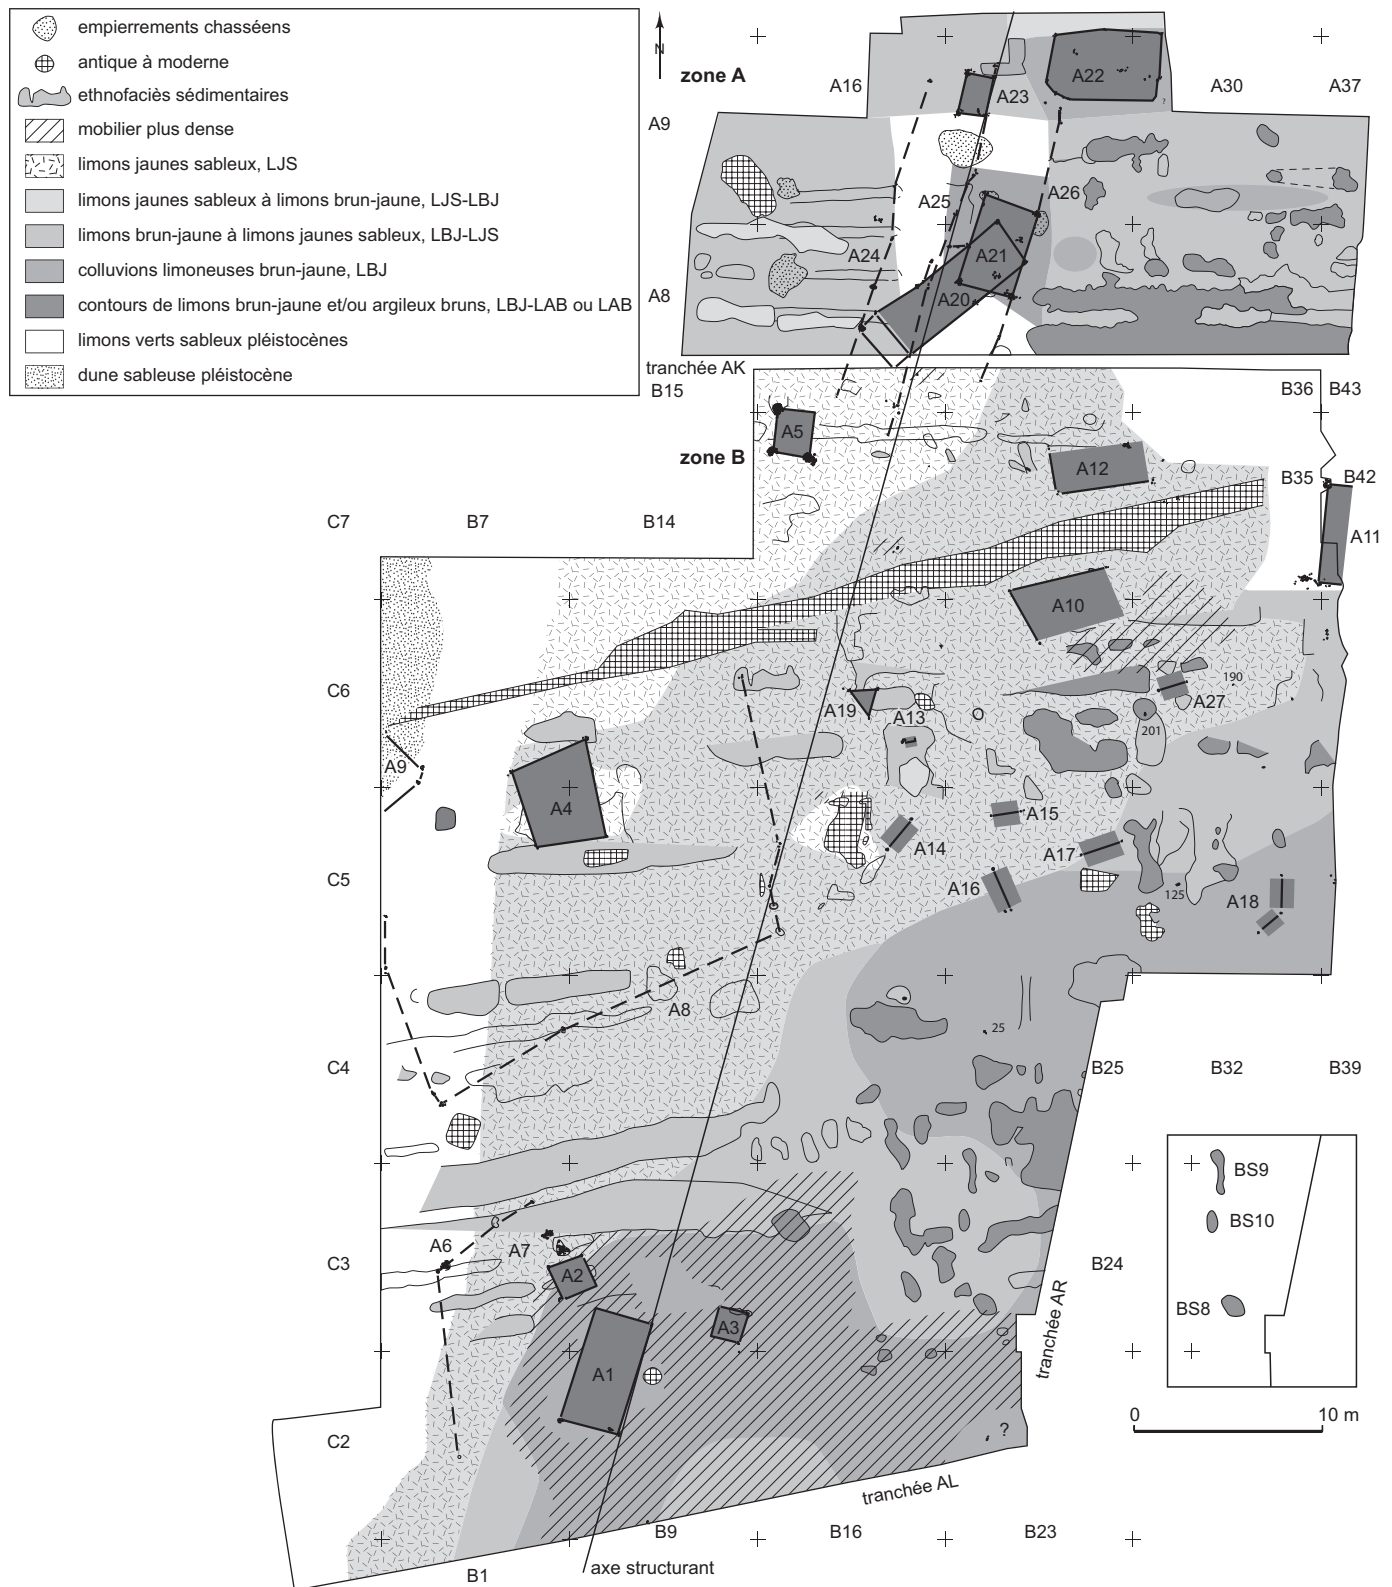 empierrements chasséens
antique à moderne
ethnofaciès sédimentaires
mobilier plus dense
limons jaunes sableux, LJS
limons jaunes sableux à limons brun-jaune, LJS-LBJ
limons brun-jaune à limons jaunes sableux, LBJ-LJS
colluvions limoneuses brun-jaune, LBJ
contours de limons brun-jaune et/ou argileux bruns, LBJ-LAB ou LAB
limons verts sableux pléistocènes
dune sableuse pléistocène
N
zone A
A16
A23
A22
A30
A37
?
A9
A25
A26
A24
A21
A8
A20
tranchée AK
B15
B36
B43
A5
zone B
A12
B35
B42
C7
B7
B14
A11
A10
C6
190
A27
A19
A13
201
A9
A4
A15
A14
A17
C5
A16
125
A18
A8
25
C4
B25
B32
B39
BS9
BS10
A6
A7
C3
A2
B24
BS8
A3
tranchée AR
A1
0
10 m
C2
?
tranchée AL
B9
B16
B23
axe structurant
B1